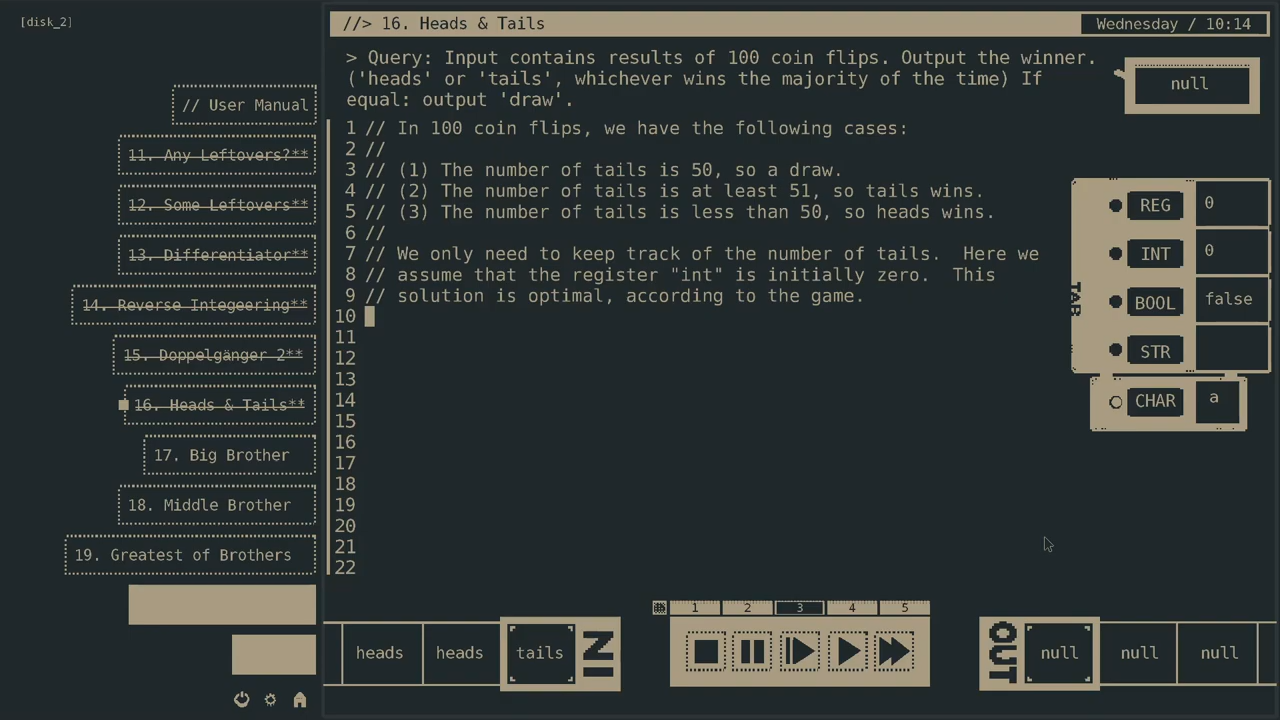 [disk_2]
//> 16. Heads & Tails
Wednesday / 10:14
> Query: Input contains results of 100 coin flips. Output the winner.
('heads' or 'tails', whichever wins the majority of the time) If
equal: output 'draw'.
null
// User Manual
11. Any Leftovers?**
12. Some Leftovers**
13. Differentiator**
14. Reverse Integeering**
15. Doppelgänger 2**
16. Heads & Tails**
17. Big Brother
18. Middle Brother
19. Greatest of Brothers
1 // In 100 coin flips, we have the following cases:
2 //
3 // (1) The number of tails is 50, so a draw.
4 // (2) The number of tails is at least 51, so tails wins.
5 // (3) The number of tails is less than 50, so heads wins.
6 //
7 // We only need to keep track of the number of tails.  Here we
8 // assume that the register "int" is initially zero.  This
9 // solution is optimal, according to the game.
10
11
12
13
14
15
16
17
18
19
20
21
22
TAB
REG 0
INT 0
BOOL false
STR
CHAR a
heads heads tails IN
1 2 3 4 5
OUT null null null